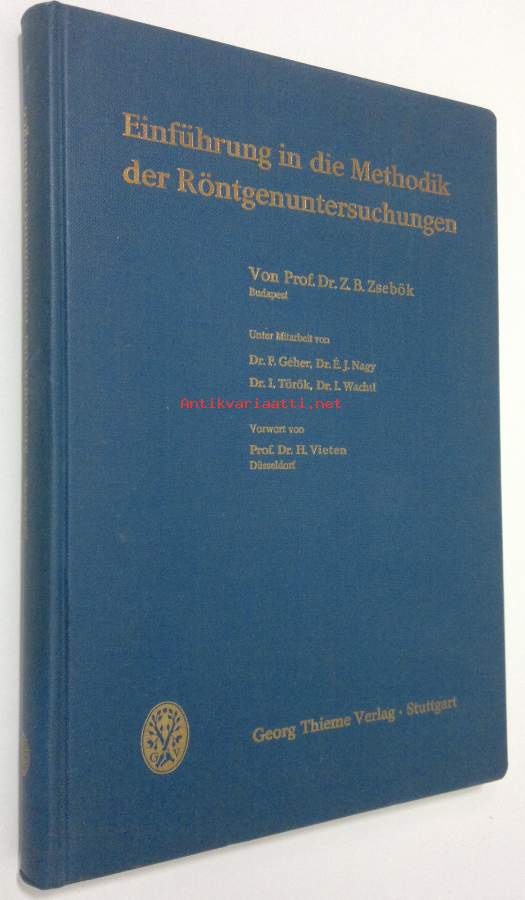 Einführung in die Methodik
der Röntgenuntersuchungen
Von Prof. Dr. Z. B. Zsebök
Budapest
Unter Mitarbeit von
Dr. F. Géher, Dr. É. J. Nagy
Dr. I. Török, Dr. I. Wachtl
Antikvariaatti.net
Vorwort von
Prof. Dr. H. Vieten
Düsseldorf
G V
Georg Thieme Verlag · Stuttgart